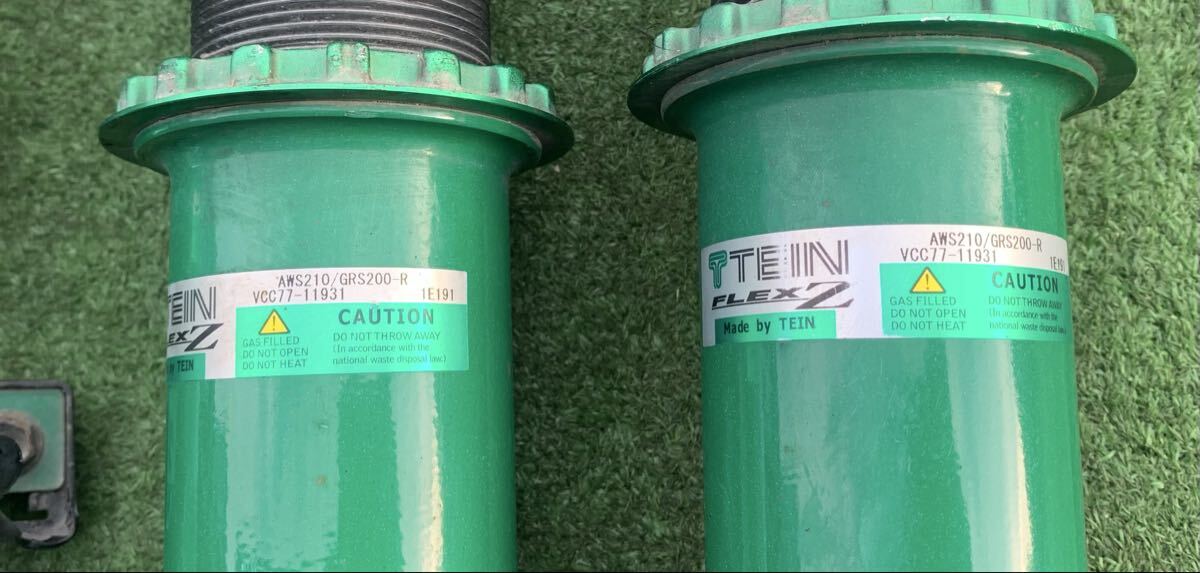 AWS210/GRS200-R
VCC77-11931 1E191
TEIN
EX Z
by TEIN
GAS FILLED
DO NOT OPEN
DO NOT HEAT
CAUTION
DO NOT THROW AWAY
(In accordance with the
national waste disposal law.)
AWS210/GRS200-R
VCC77-11931 1E191
TEIN
FLEX Z
Made by TEIN
GAS FILLED
DO NOT OPEN
DO NOT HEAT
CAUTION
DO NOT THROW AWAY
(In accordance with the
national waste disposal law